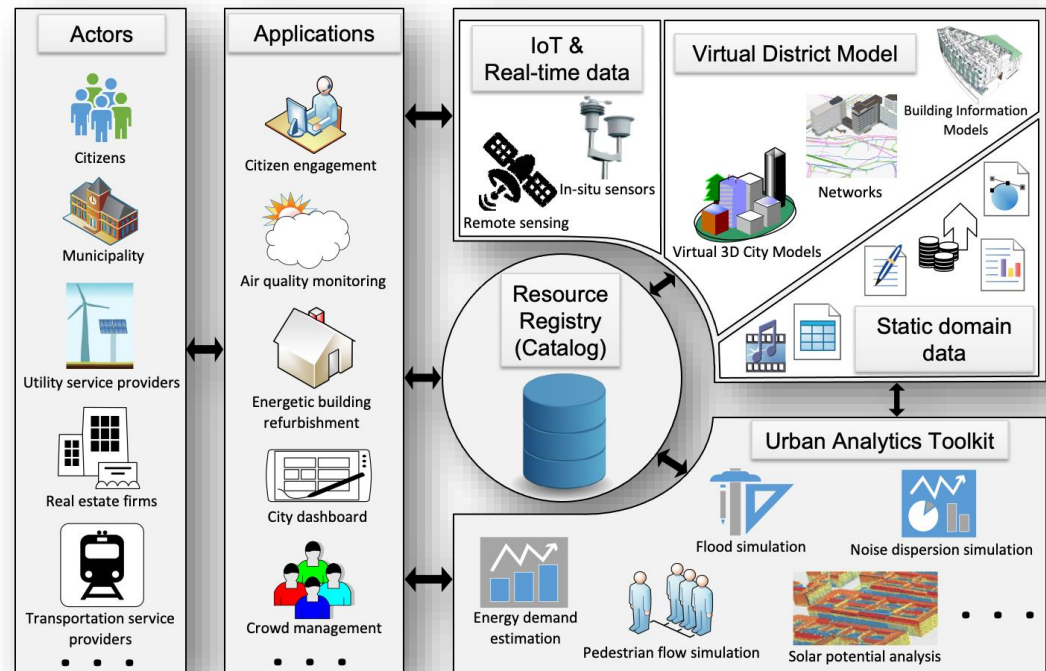 Actors
Citizens
Municipality
Utility service providers
Real estate firms
Transportation service
providers
. . .
Applications
Citizen engagement
Air quality monitoring
Energetic building
refurbishment
City dashboard
Crowd management
. . .
IoT &
Real-time data
In-situ sensors
Remote sensing
Virtual District Model
Building Information
Models
Networks
Virtual 3D City Models
Static domain
data
Resource
Registry
(Catalog)
Urban Analytics Toolkit
Flood simulation
Noise dispersion simulation
Energy demand
estimation
Pedestrian flow simulation
Solar potential analysis
. . .